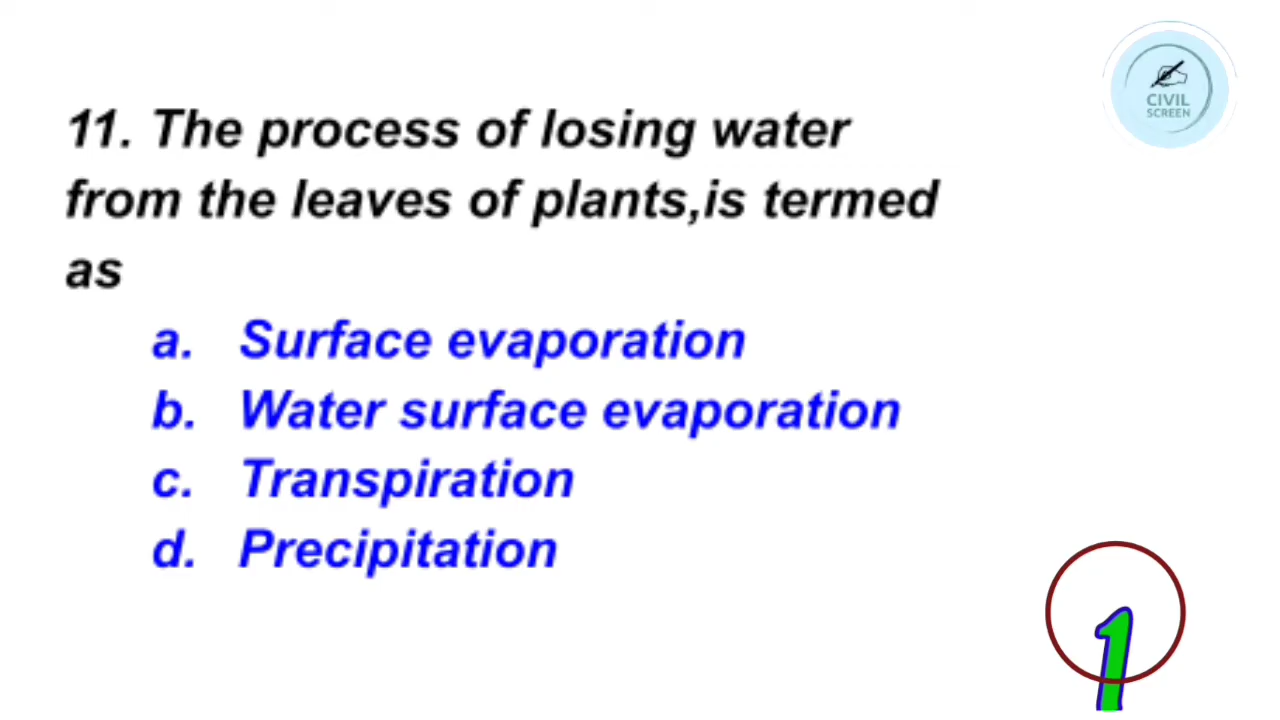 CIVIL
SCREEN
11. The process of losing water
from the leaves of plants,is termed
as
a. Surface evaporation
b. Water surface evaporation
c. Transpiration
d. Precipitation
1